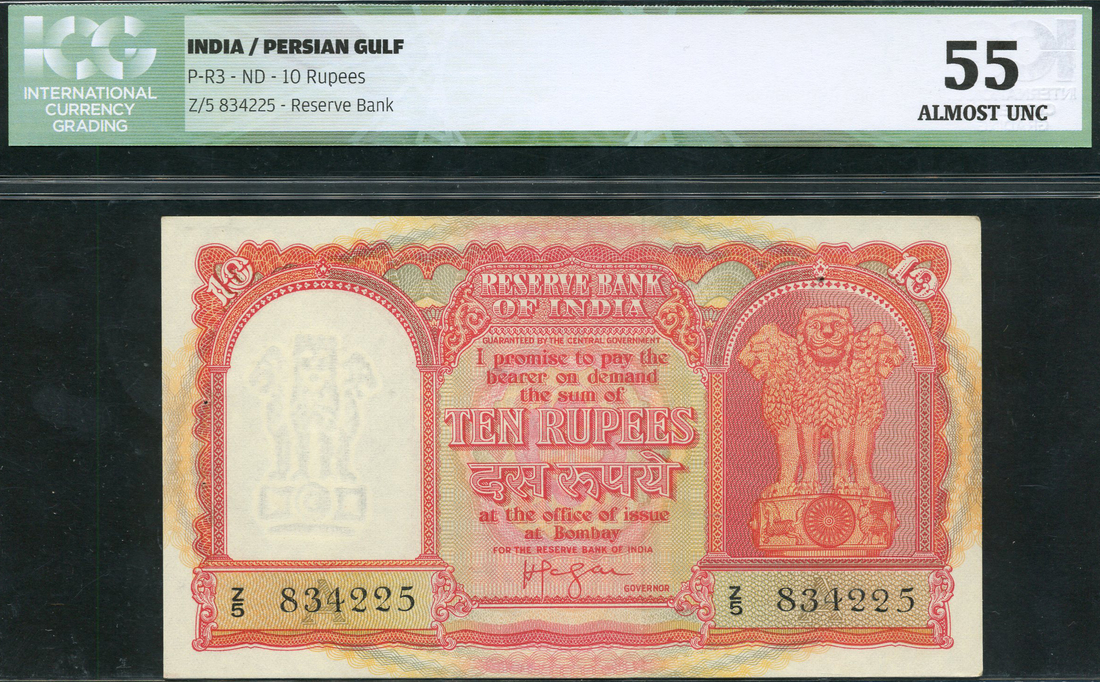 ICG
INTERNATIONAL
CURRENCY
GRADING
INDIA / PERSIAN GULF
P-R3 - ND - 10 Rupees
Z/5 834225 - Reserve Bank
55
ALMOST UNC
10
10
RESERVE BANK
OF INDIA
GUARANTEED BY THE CENTRAL GOVERNMENT
I promise to pay the
bearer on demand
the sum of
TEN RUPEES
दस रूपये
at the office of issue
at Bombay
FOR THE RESERVE BANK OF INDIA
GOVERNOR
Z/5 834225
A
Z/5 834225
A